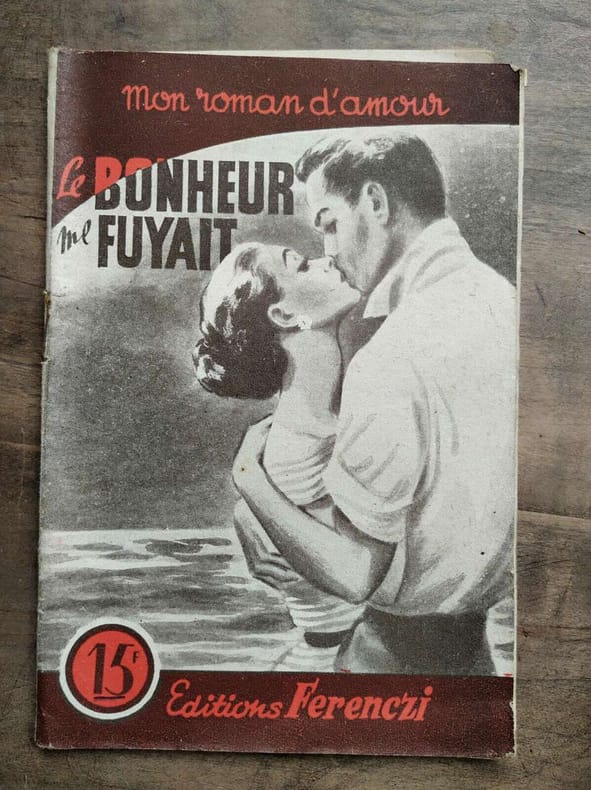 Mon roman d'amour
Le BONHEUR
me FUYAIT
15F
Editions Ferenczi